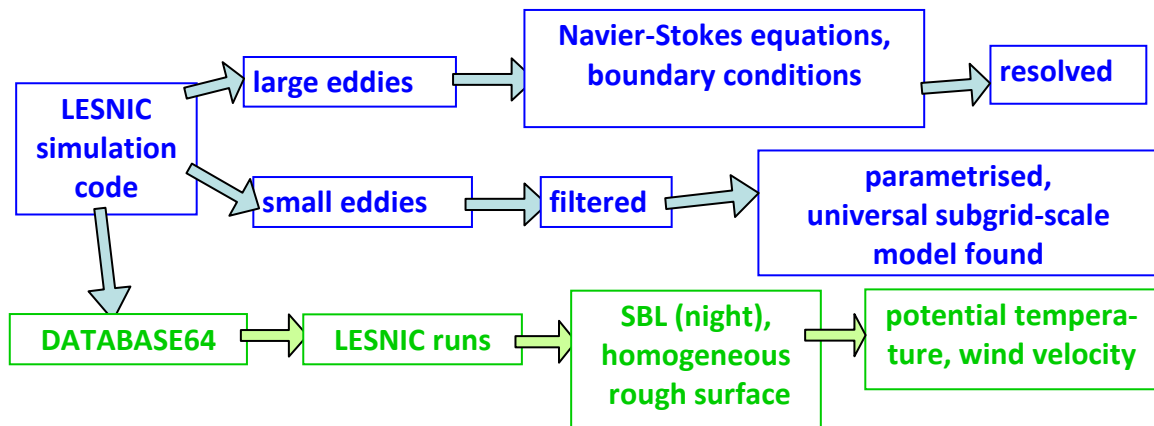 LESNIC
simulation
code
large eddies
Navier-Stokes equations,
boundary conditions
resolved
small eddies
filtered
parametrised,
universal subgrid-scale
model found
DATABASE64
LESNIC runs
SBL (night),
homogeneous
rough surface
potential tempera-
ture, wind velocity